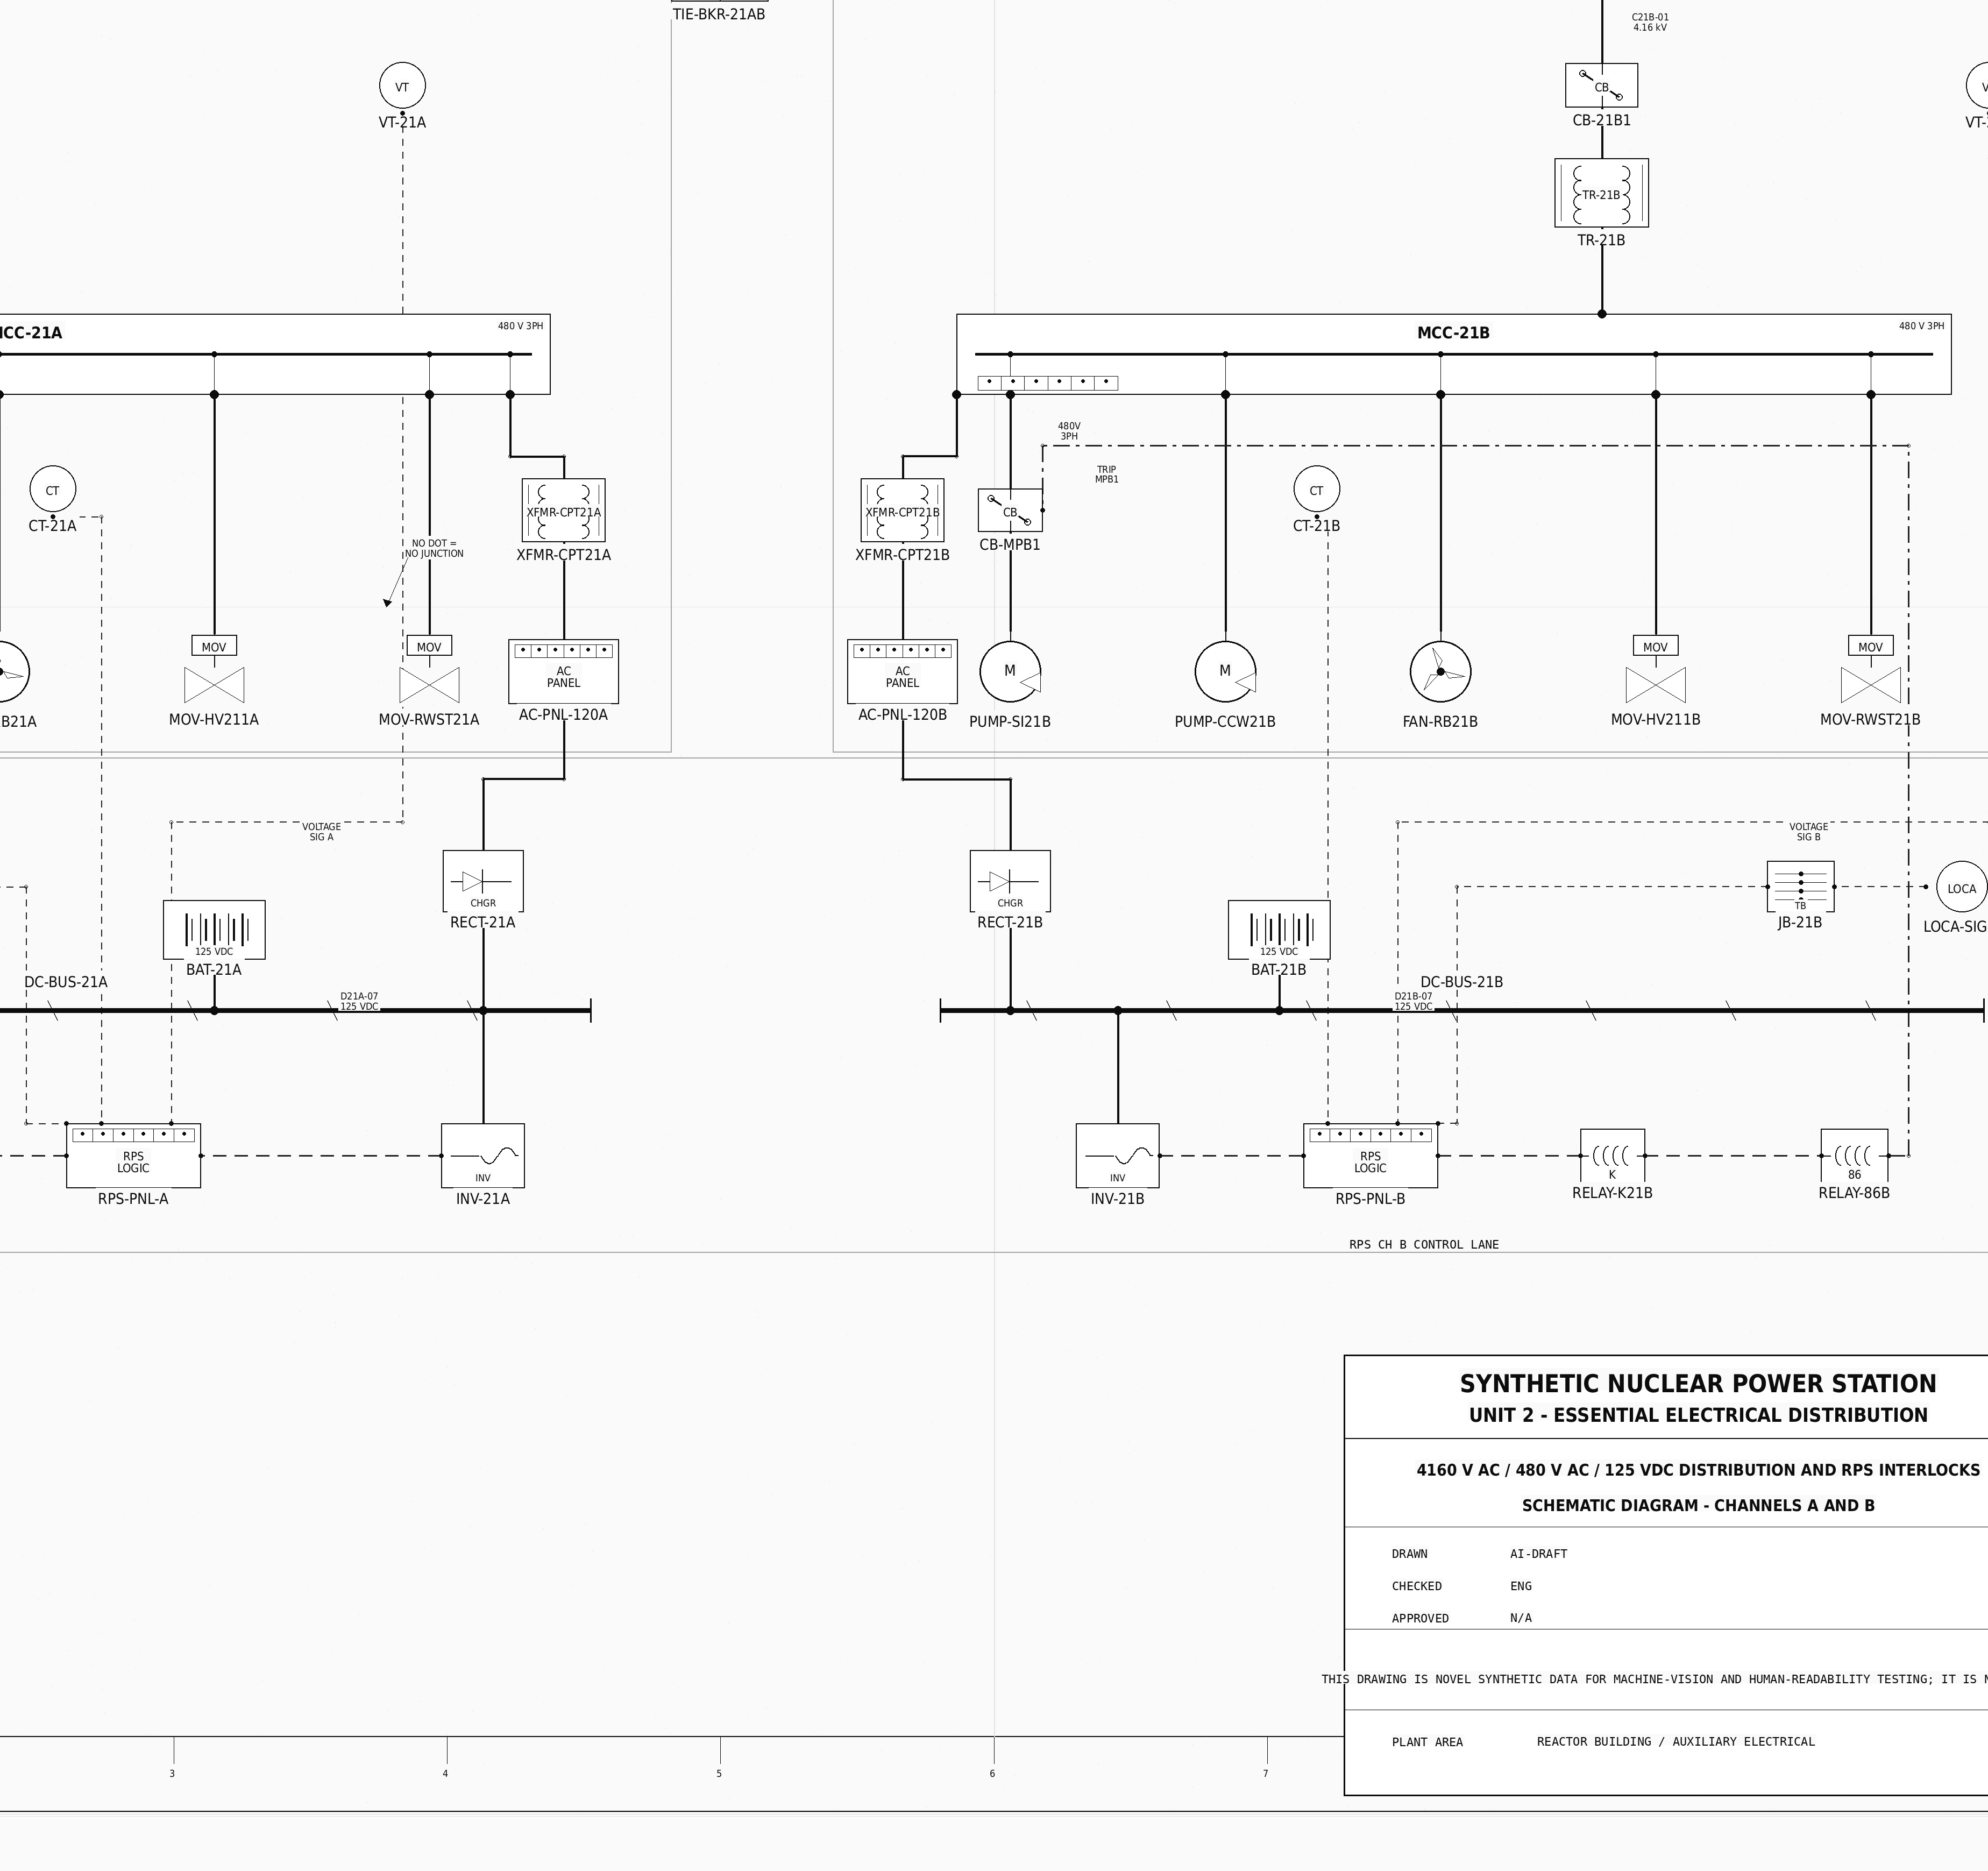 TIE-BKR-21AB
C21B-01
4.16 kV
VT
VT-21A
CB
CB-21B1
TR-21B
TR-21B
480 V 3PH
MCC-21B
480 V 3PH
480V
3PH
TRIP
MPB1
CT
CT-21A
NO DOT =
NO JUNCTION
XFMR-CPT21A
XFMR-CPT21A
XFMR-CPT21B
XFMR-CPT21B
CB
CB-MPB1
CT
CT-21B
MOV
MOV-HV211A
MOV
MOV-RWST21A
AC
PANEL
AC-PNL-120A
AC
PANEL
AC-PNL-120B
M
PUMP-SI21B
M
PUMP-CCW21B
FAN-RB21B
MOV
MOV-HV211B
MOV
MOV-RWST21B
VOLTAGE
SIG A
VOLTAGE
SIG B
CHGR
RECT-21A
CHGR
RECT-21B
125 VDC
BAT-21A
125 VDC
BAT-21B
TB
JB-21B
LOCA
LOCA-SIG
DC-BUS-21A
D21A-07
125 VDC
DC-BUS-21B
D21B-07
125 VDC
RPS
LOGIC
RPS-PNL-A
INV
INV-21A
INV
INV-21B
RPS
LOGIC
RPS-PNL-B
K
RELAY-K21B
86
RELAY-86B
RPS CH B CONTROL LANE
SYNTHETIC NUCLEAR POWER STATION
UNIT 2 - ESSENTIAL ELECTRICAL DISTRIBUTION
4160 V AC / 480 V AC / 125 VDC DISTRIBUTION AND RPS INTERLOCKS
SCHEMATIC DIAGRAM - CHANNELS A AND B
DRAWN AI-DRAFT
CHECKED ENG
APPROVED N/A
THIS DRAWING IS NOVEL SYNTHETIC DATA FOR MACHINE-VISION AND HUMAN-READABILITY TESTING; IT IS
PLANT AREA REACTOR BUILDING / AUXILIARY ELECTRICAL
3 4 5 6 7